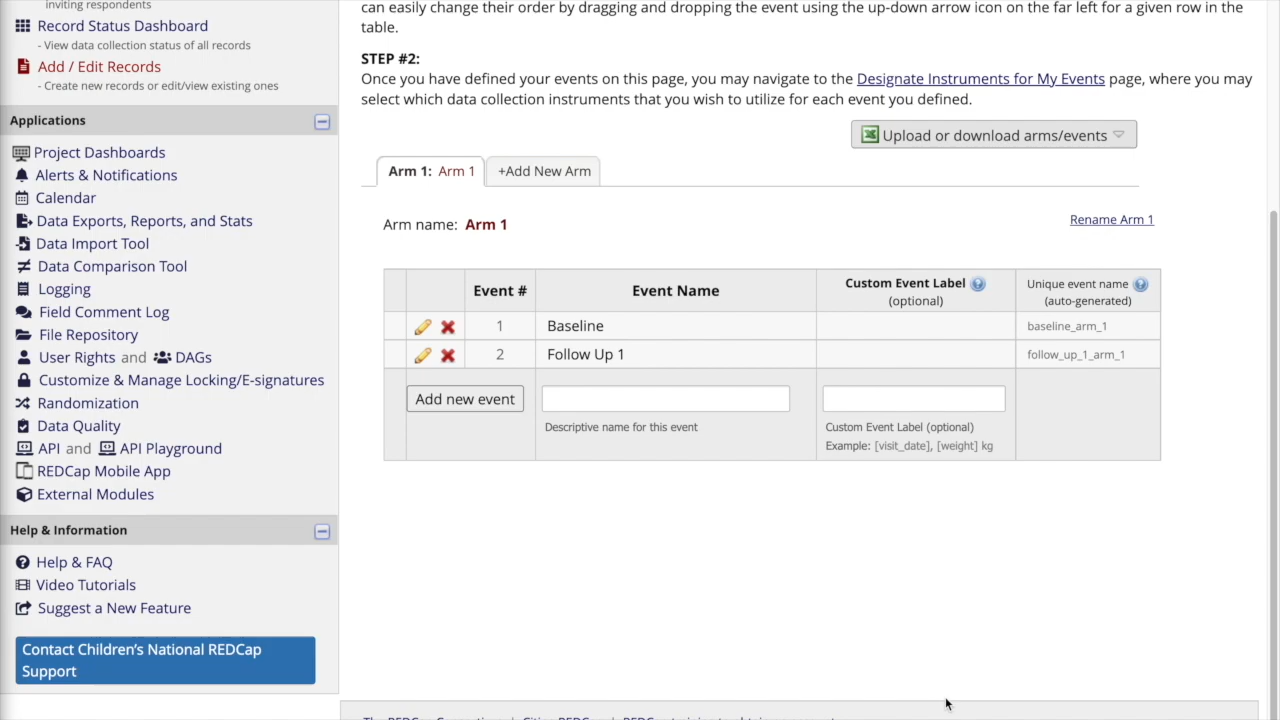 inviting respondents
Record Status Dashboard
- View data collection status of all records
Add / Edit Records
- Create new records or edit/view existing ones
Applications
Project Dashboards
Alerts & Notifications
Calendar
Data Exports, Reports, and Stats
Data Import Tool
Data Comparison Tool
Logging
Field Comment Log
File Repository
User Rights and DAGs
Customize & Manage Locking/E-signatures
Randomization
Data Quality
API and API Playground
REDCap Mobile App
External Modules
Help & Information
Help & FAQ
Video Tutorials
Suggest a New Feature
Contact Children's National REDCap
Support
can easily change their order by dragging and dropping the event using the up-down arrow icon on the far left for a given row in the
table.
STEP #2:
Once you have defined your events on this page, you may navigate to the Designate Instruments for My Events page, where you may
select which data collection instruments that you wish to utilize for each event you defined.
Upload or download arms/events
Arm 1: Arm 1 +Add New Arm
Arm name: Arm 1 Rename Arm 1
Event # Event Name Custom Event Label (optional) Unique event name (auto-generated)
1 Baseline baseline_arm_1
2 Follow Up 1 follow_up_1_arm_1
Add new event
Descriptive name for this event Custom Event Label (optional)
Example: [visit_date], [weight] kg